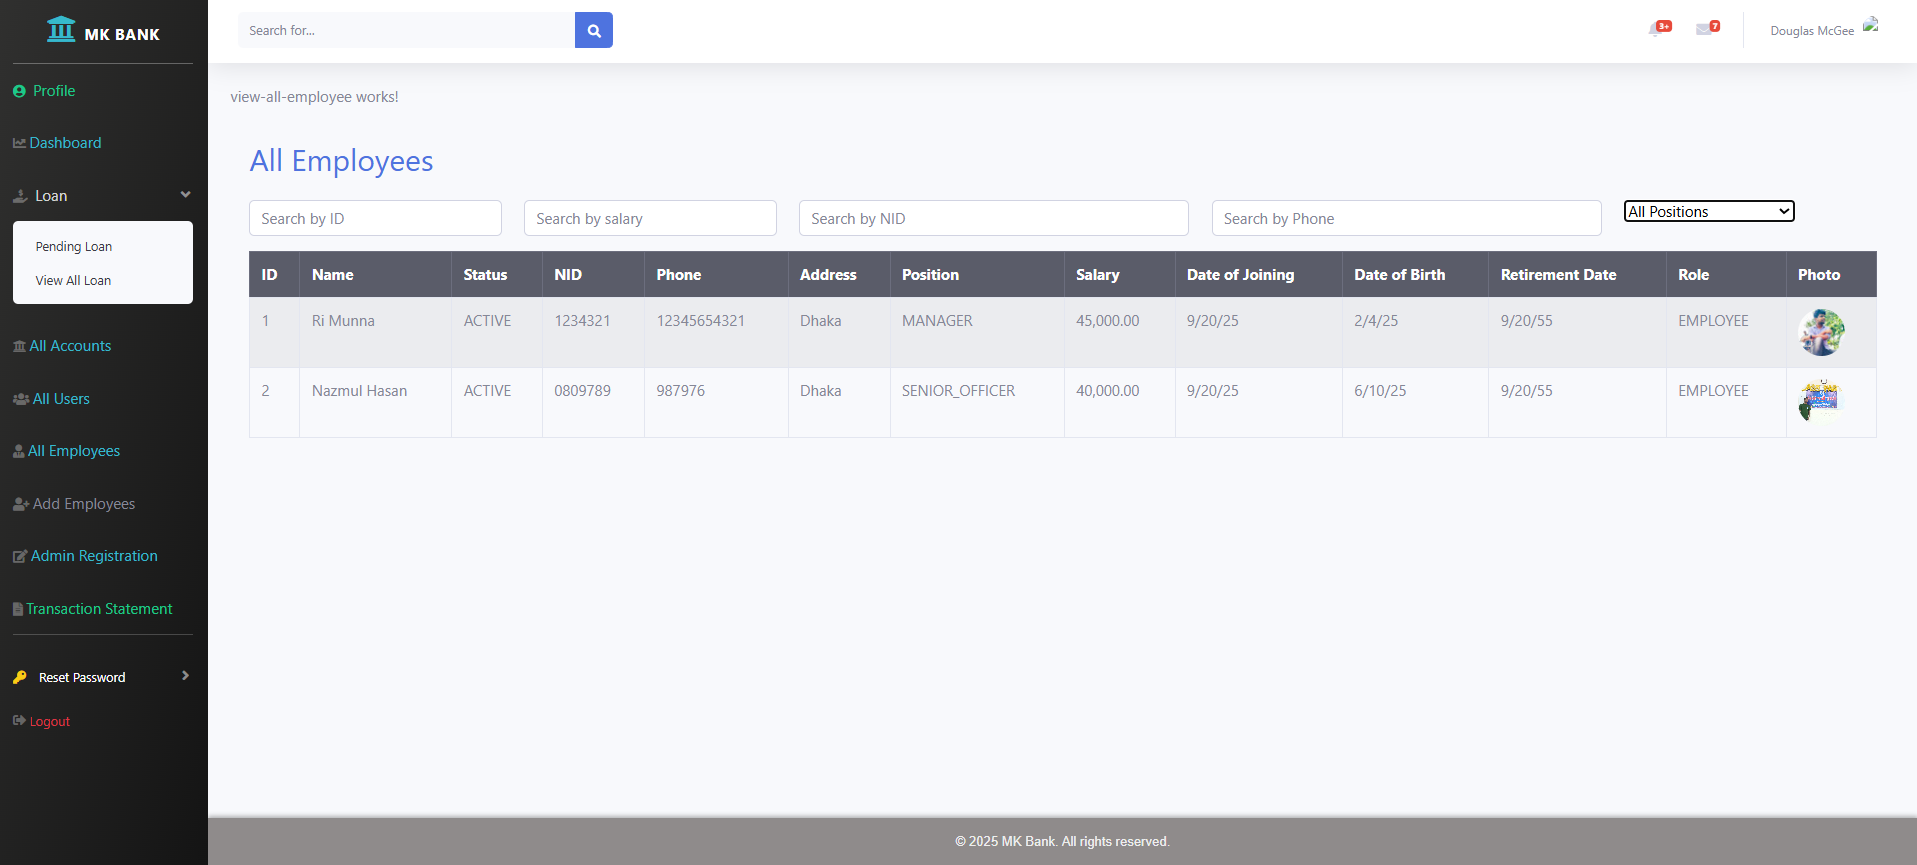 MK BANK
Profile
Dashboard
Loan
Pending Loan
View All Loan
All Accounts
All Users
All Employees
Add Employees
Admin Registration
Transaction Statement
Reset Password
Logout
Search for...
3+
7
Douglas McGee
view-all-employee works!
All Employees
Search by ID Search by salary Search by NID Search by Phone All Positions
ID Name Status NID Phone Address Position Salary Date of Joining Date of Birth Retirement Date Role Photo
1 Ri Munna ACTIVE 1234321 12345654321 Dhaka MANAGER 45,000.00 9/20/25 2/4/25 9/20/55 EMPLOYEE
2 Nazmul Hasan ACTIVE 0809789 987976 Dhaka SENIOR_OFFICER 40,000.00 9/20/25 6/10/25 9/20/55 EMPLOYEE
© 2025 MK Bank. All rights reserved.